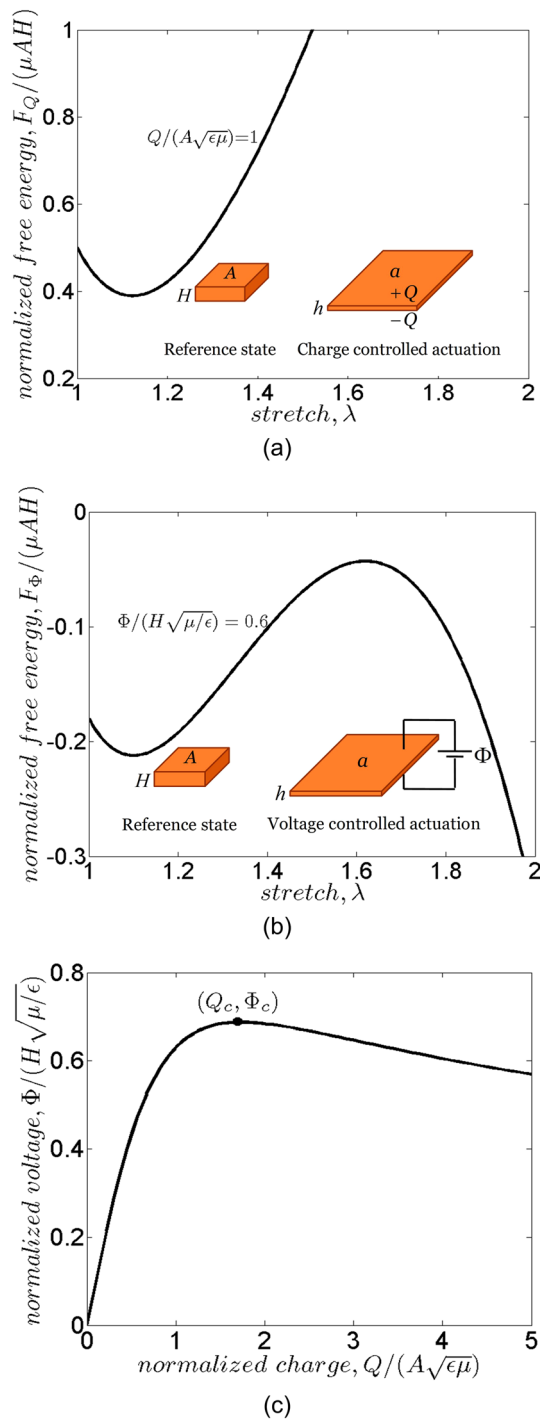 normalized free energy, F_Q/(μAH)
1
0.8
0.6
0.4
0.2
Q/(A√ϵμ)=1
A
H
a
+Q
h
−Q
Reference state
Charge controlled actuation
1 1.2 1.4 1.6 1.8 2
stretch, λ
(a)
normalized free energy, F_Φ/(μAH)
0
-0.1
-0.2
-0.3
Φ/(H√μ/ϵ) = 0.6
A
H
a
h
Φ
Reference state
Voltage controlled actuation
1 1.2 1.4 1.6 1.8 2
stretch, λ
(b)
normalized voltage, Φ/(H√μ/ϵ)
0.8
0.6
0.4
0.2
0
(Q_c, Φ_c)
0 1 2 3 4 5
normalized charge, Q/(A√ϵμ)
(c)